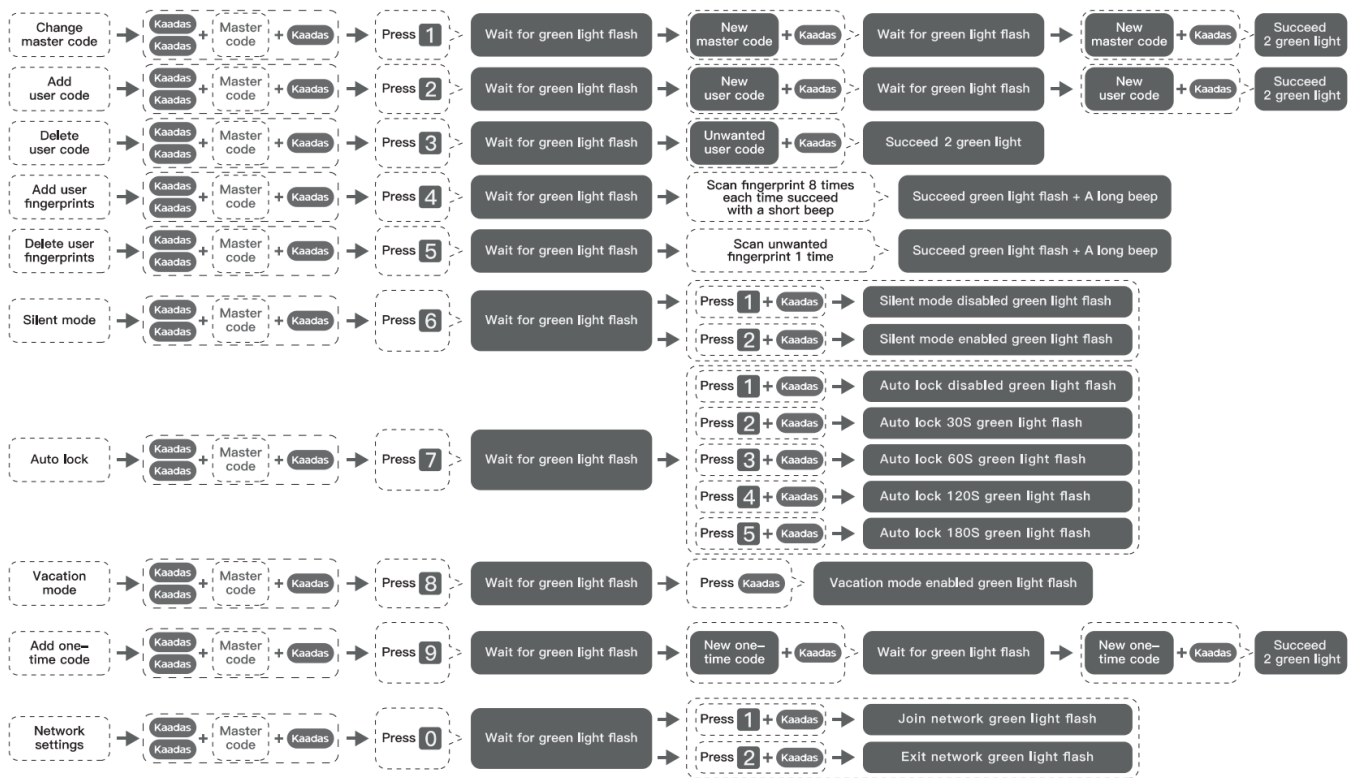 Change
master code
Kaadas
Kaadas
+
Master
code
+ Kaadas
Press 1
Wait for green light flash
New
master code
+ Kaadas
Wait for green light flash
New
master code
+ Kaadas
Succeed
2 green light
Add
user code
Kaadas
Kaadas
+
Master
code
+ Kaadas
Press 2
Wait for green light flash
New
user code
+ Kaadas
Wait for green light flash
New
user code
+ Kaadas
Succeed
2 green light
Delete
user code
Kaadas
Kaadas
+
Master
code
+ Kaadas
Press 3
Wait for green light flash
Unwanted
user code
+ Kaadas
Succeed 2 green light
Add user
fingerprints
Kaadas
Kaadas
+
Master
code
+ Kaadas
Press 4
Wait for green light flash
Scan fingerprint 8 times
each time succeed
with a short beep
Succeed green light flash + A long beep
Delete user
fingerprints
Kaadas
Kaadas
+
Master
code
+ Kaadas
Press 5
Wait for green light flash
Scan unwanted
fingerprint 1 time
Succeed green light flash + A long beep
Silent mode
Kaadas
Kaadas
+
Master
code
+ Kaadas
Press 6
Wait for green light flash
Press 1 + Kaadas
Silent mode disabled green light flash
Press 2 + Kaadas
Silent mode enabled green light flash
Auto lock
Kaadas
Kaadas
+
Master
code
+ Kaadas
Press 7
Wait for green light flash
Press 1 + Kaadas
Auto lock disabled green light flash
Press 2 + Kaadas
Auto lock 30S green light flash
Press 3 + Kaadas
Auto lock 60S green light flash
Press 4 + Kaadas
Auto lock 120S green light flash
Press 5 + Kaadas
Auto lock 180S green light flash
Vacation
mode
Kaadas
Kaadas
+
Master
code
+ Kaadas
Press 8
Wait for green light flash
Press Kaadas
Vacation mode enabled green light flash
Add one–
time code
Kaadas
Kaadas
+
Master
code
+ Kaadas
Press 9
Wait for green light flash
New one–
time code
+ Kaadas
Wait for green light flash
New one–
time code
+ Kaadas
Succeed
2 green light
Network
settings
Kaadas
Kaadas
+
Master
code
+ Kaadas
Press 0
Wait for green light flash
Press 1 + Kaadas
Join network green light flash
Press 2 + Kaadas
Exit network green light flash